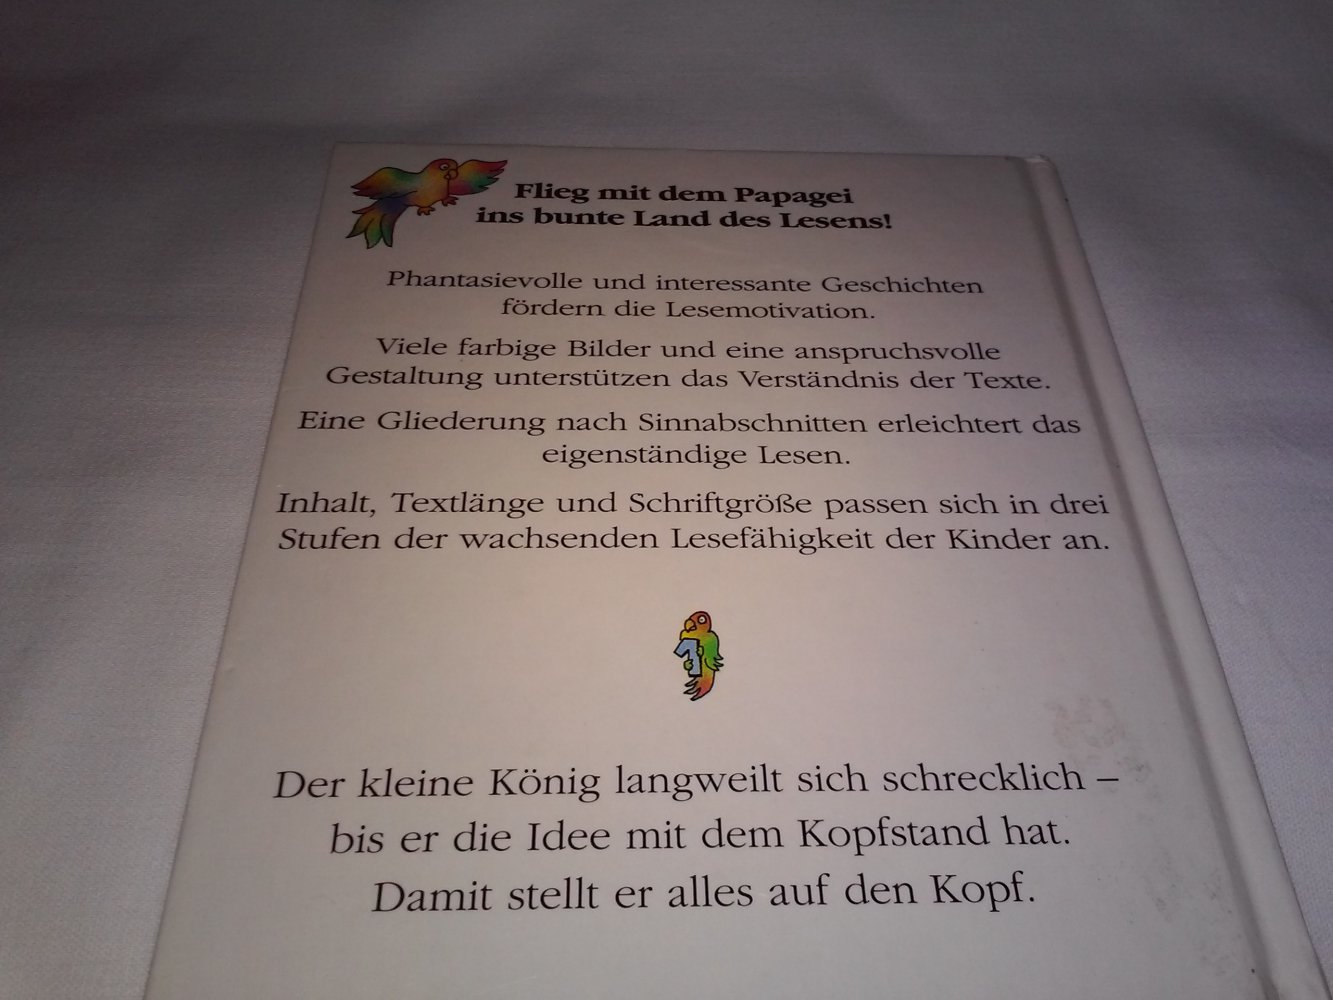 Flieg mit dem Papagei
ins bunte Land des Lesens!
Phantasievolle und interessante Geschichten
fördern die Lesemotivation.
Viele farbige Bilder und eine anspruchsvolle
Gestaltung unterstützen das Verständnis der Texte.
Eine Gliederung nach Sinnabschnitten erleichtert das
eigenständige Lesen.
Inhalt, Textlänge und Schriftgröße passen sich in drei
Stufen der wachsenden Lesefähigkeit der Kinder an.
1
Der kleine König langweilt sich schrecklich –
bis er die Idee mit dem Kopfstand hat.
Damit stellt er alles auf den Kopf.